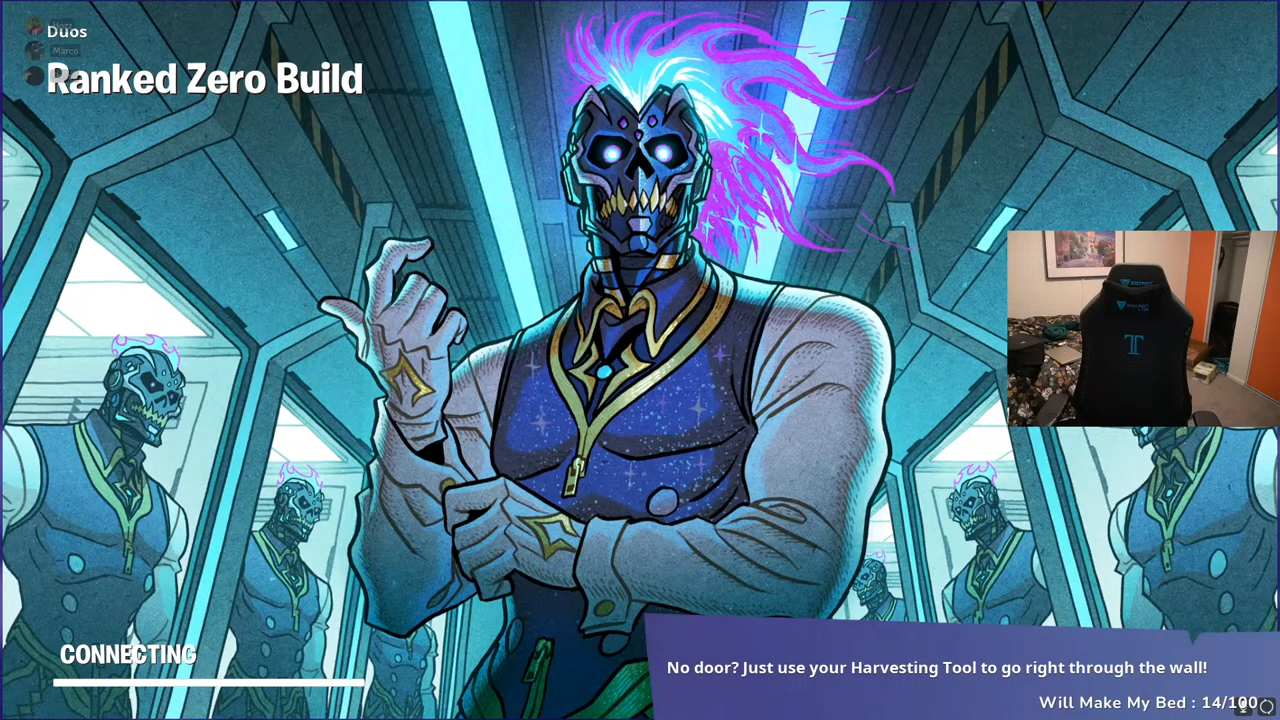 Duos
Marco
Ranked Zero Build
CONNECTING
No door? Just use your Harvesting Tool to go right through the wall!
Will Make My Bed : 14/100